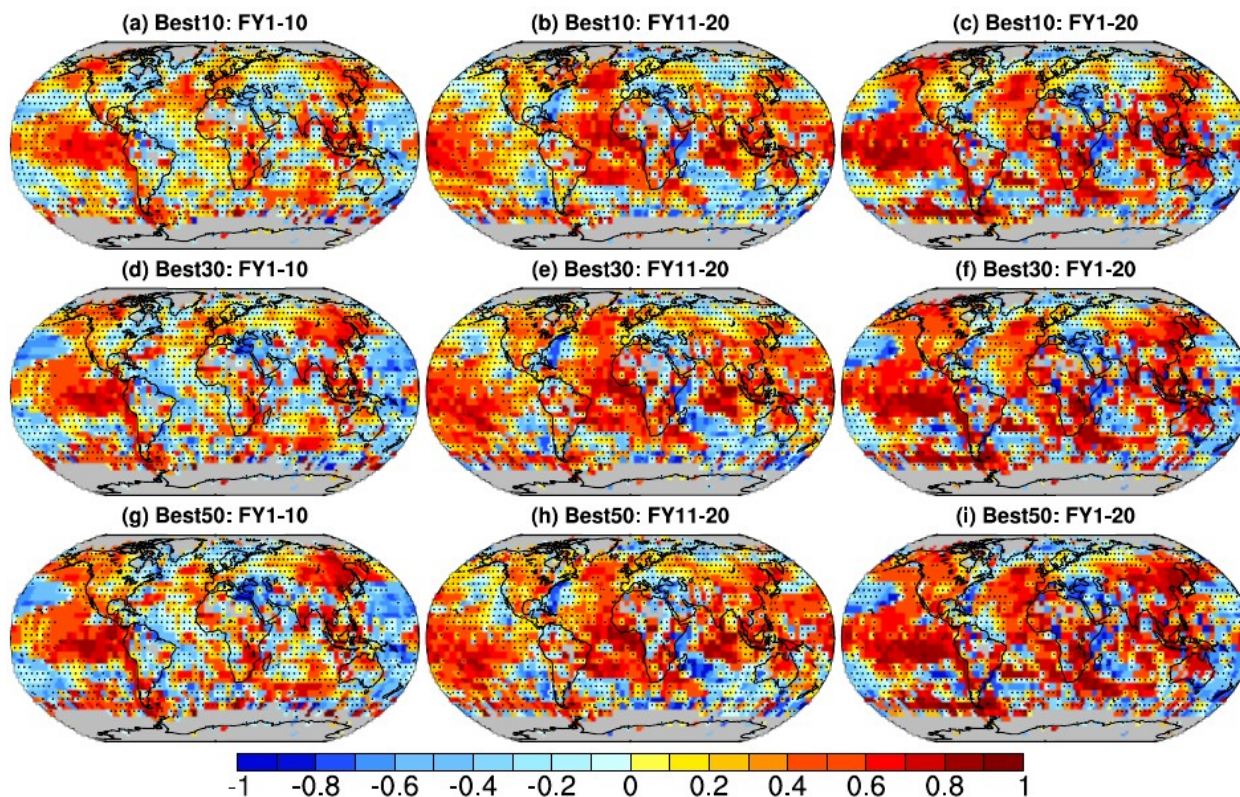 (a) Best10: FY1-10 (b) Best10: FY11-20 (c) Best10: FY1-20
(d) Best30: FY1-10 (e) Best30: FY11-20 (f) Best30: FY1-20
(g) Best50: FY1-10 (h) Best50: FY11-20 (i) Best50: FY1-20
-1 -0.8 -0.6 -0.4 -0.2 0 0.2 0.4 0.6 0.8 1